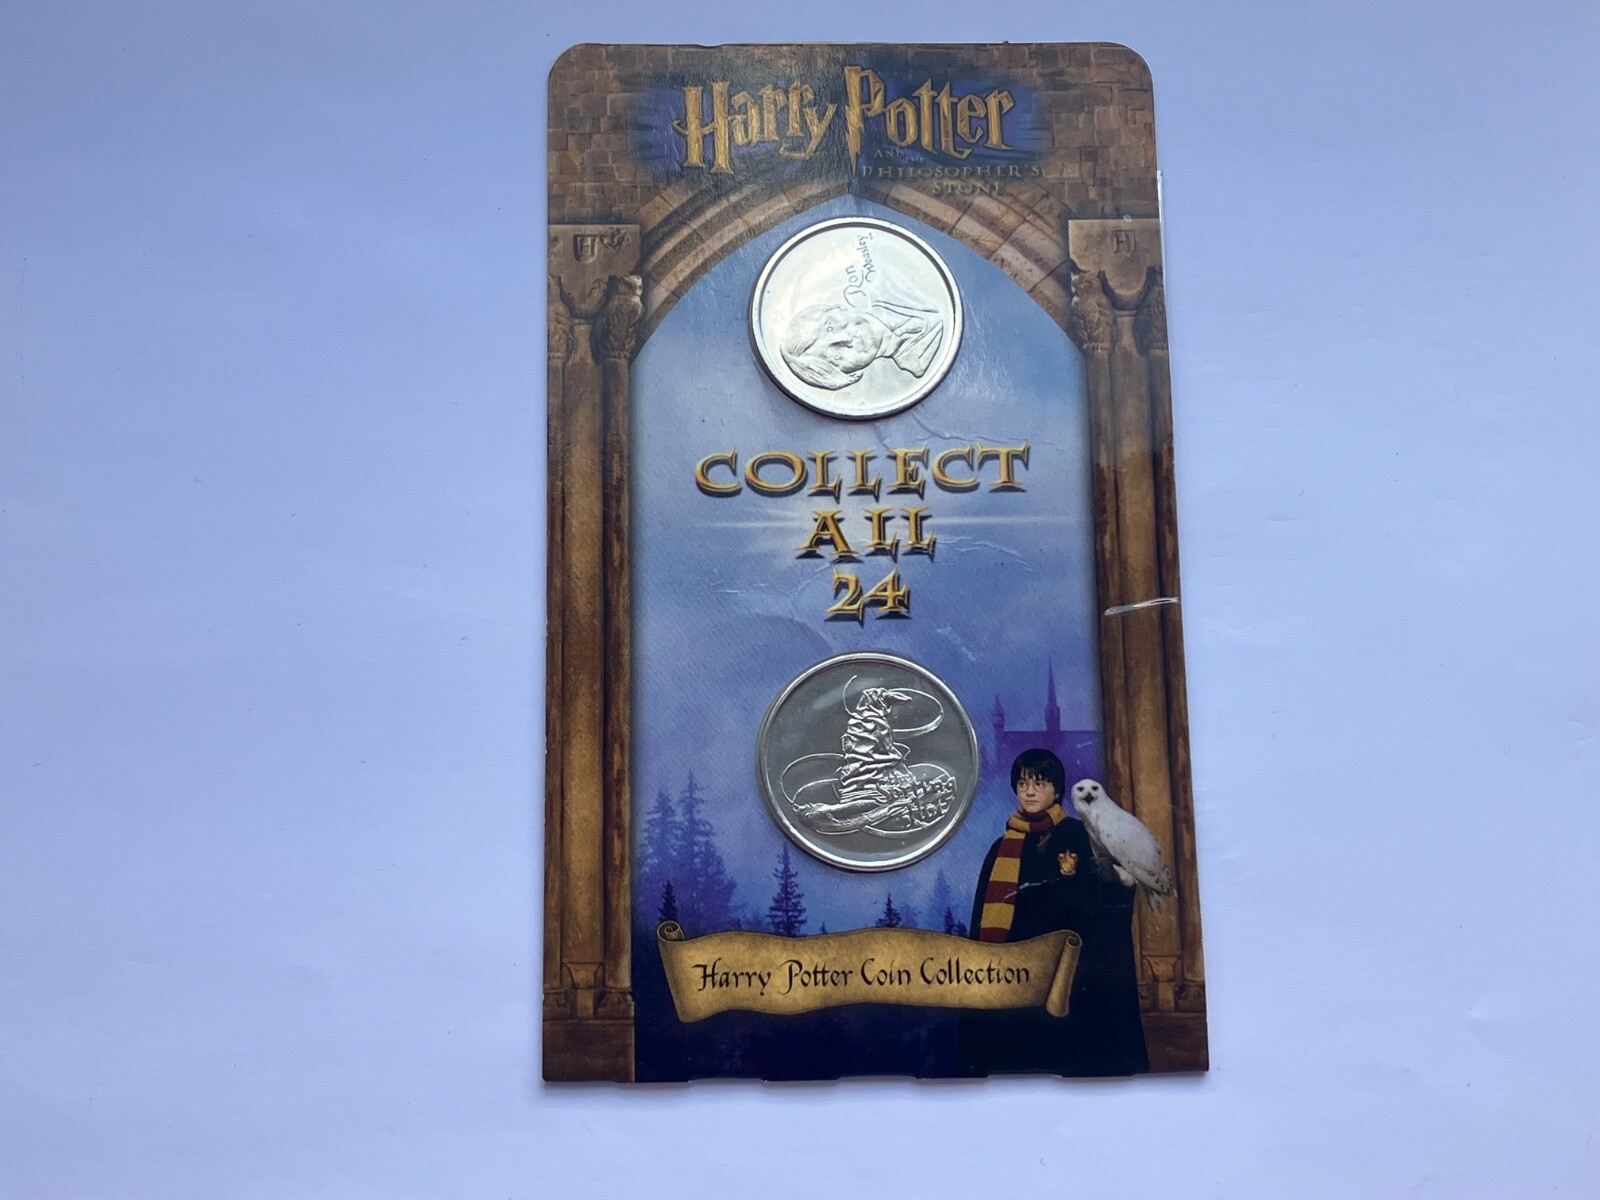 Harry Potter
AND THE
PHILOSOPHER'S
STONE
H
H
Ron
Weasley
COLLECT
ALL
24
Harry Potter Coin Collection